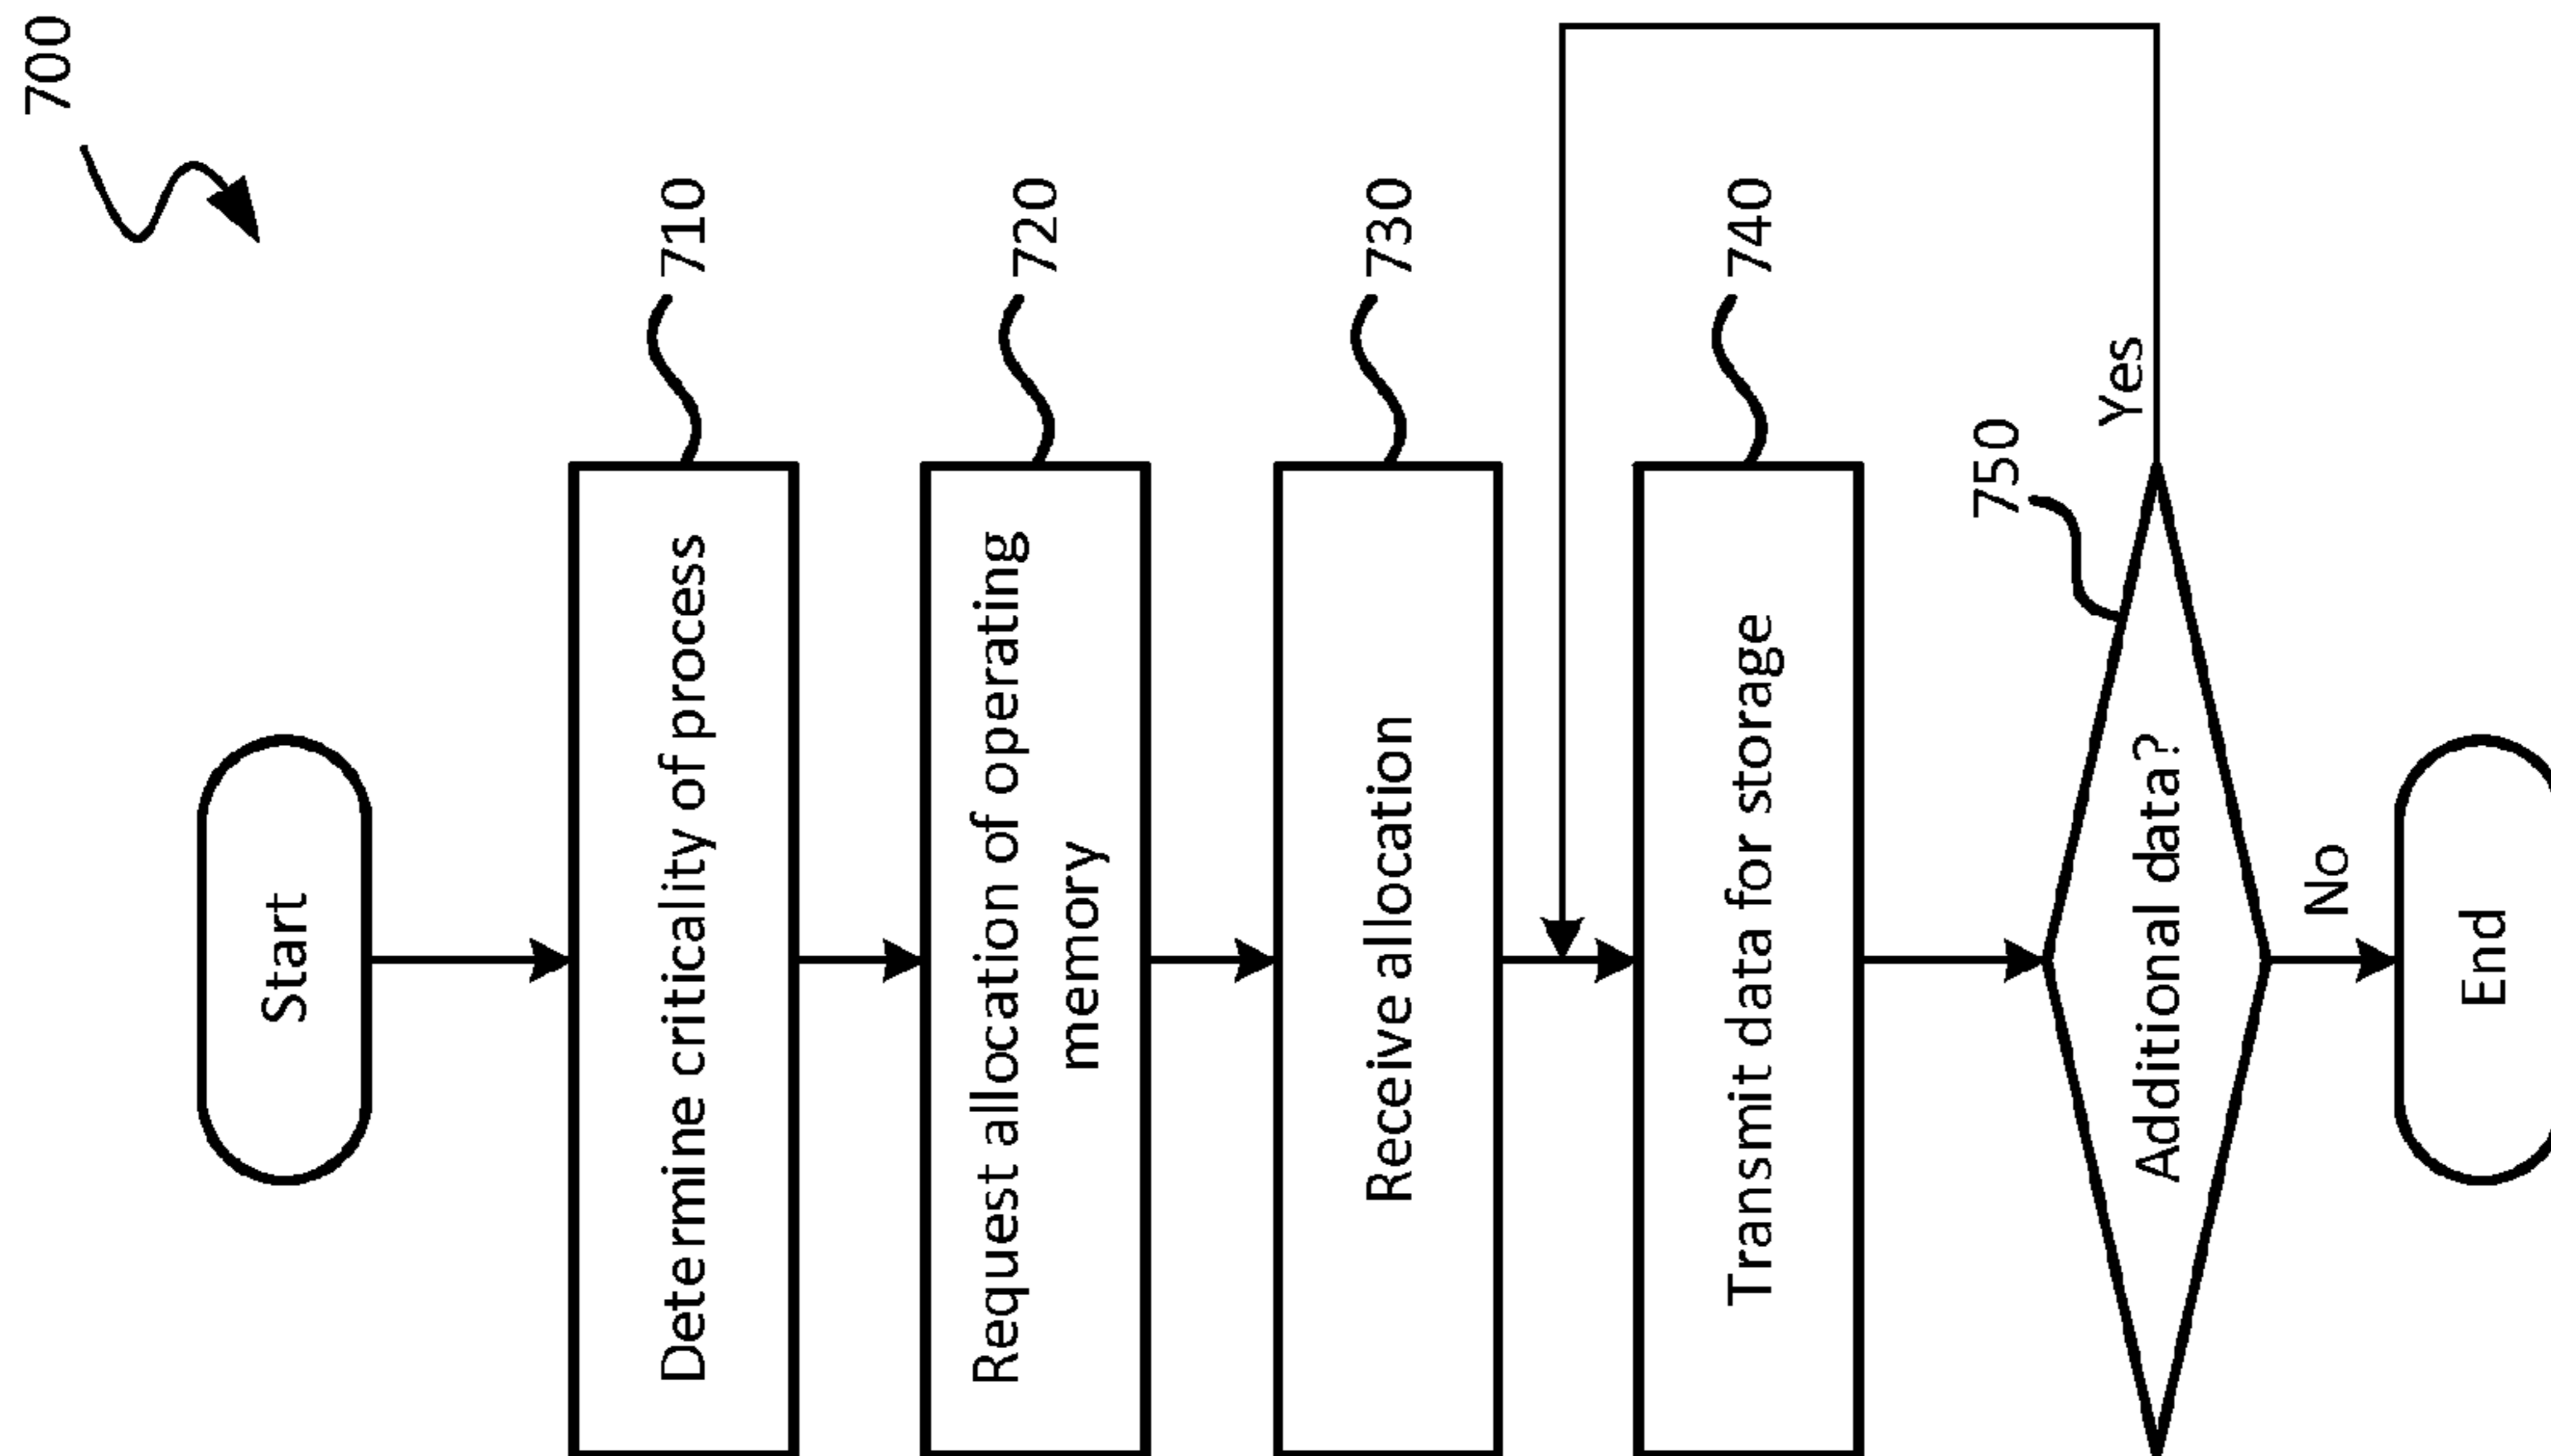 700
Start
Determine criticality of process
710
Request allocation of operating
memory
720
Receive allocation
730
Transmit data for storage
740
750
Additional data?
Yes
No
End